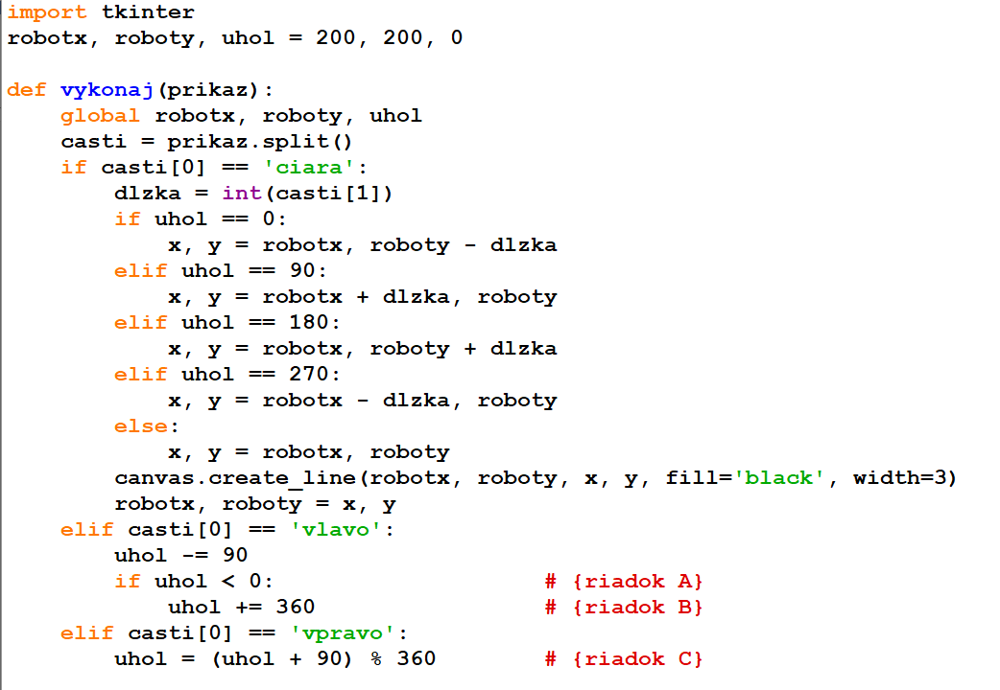 import tkinter
robotx, roboty, uhol = 200, 200, 0

def vykonaj(prikaz):
    global robotx, roboty, uhol
    casti = prikaz.split()
    if casti[0] == 'ciara':
        dlzka = int(casti[1])
        if uhol == 0:
            x, y = robotx, roboty - dlzka
        elif uhol == 90:
            x, y = robotx + dlzka, roboty
        elif uhol == 180:
            x, y = robotx, roboty + dlzka
        elif uhol == 270:
            x, y = robotx - dlzka, roboty
        else:
            x, y = robotx, roboty
        canvas.create_line(robotx, roboty, x, y, fill='black', width=3)
        robotx, roboty = x, y
    elif casti[0] == 'vlavo':
        uhol -= 90
        if uhol < 0:                    # {riadok A}
            uhol += 360                 # {riadok B}
    elif casti[0] == 'vpravo':
        uhol = (uhol + 90) % 360        # {riadok C}